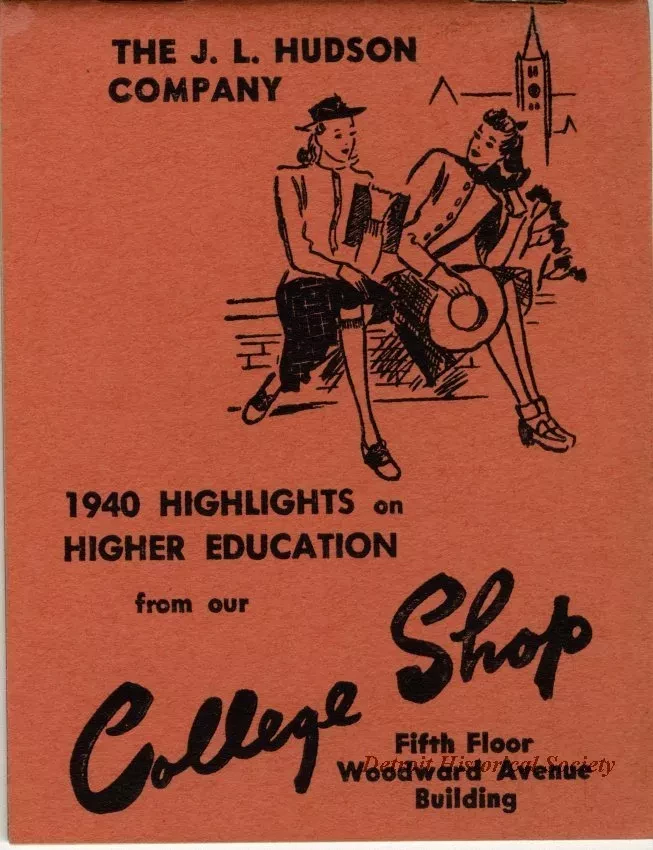 THE J. L. HUDSON
COMPANY
1940 HIGHLIGHTS on
HIGHER EDUCATION
from our
College Shop
Fifth Floor
Woodward Avenue
Building
Detroit Historical Society